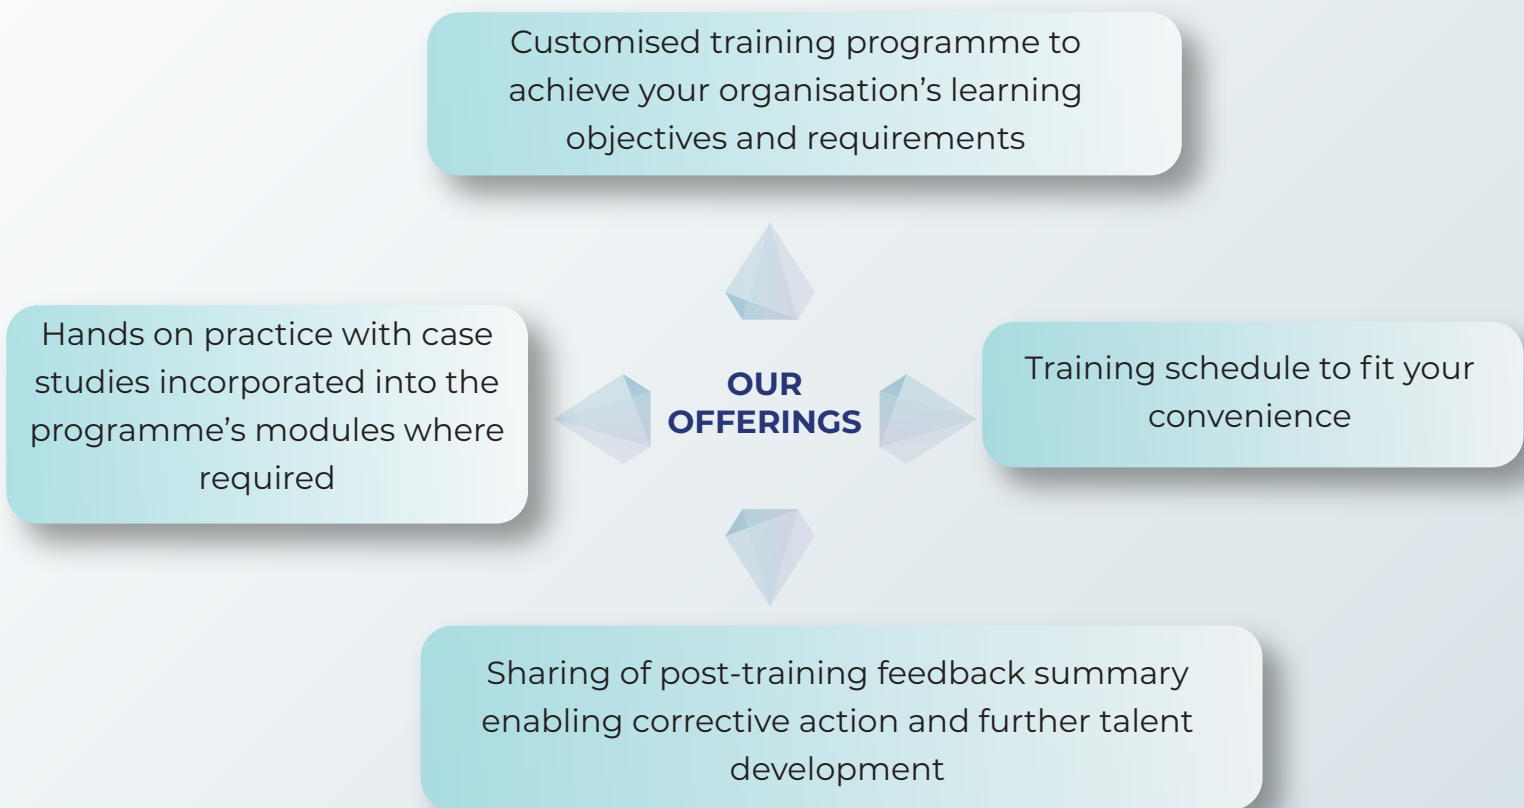 Customised training programme to
achieve your organisation’s learning
objectives and requirements
Hands on practice with case
studies incorporated into the
programme’s modules where
required
OUR
OFFERINGS
Training schedule to fit your
convenience
Sharing of post-training feedback summary
enabling corrective action and further talent
development